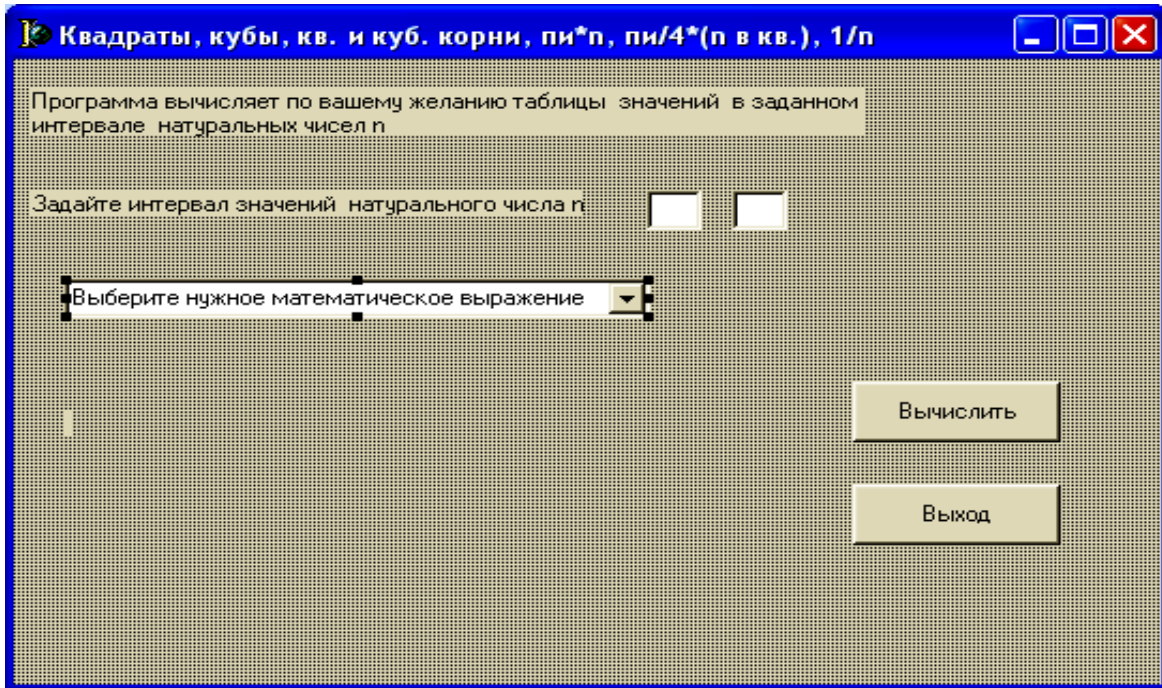 Квадраты, кубы, кв. и куб. корни, пи*n, пи/4*(n в кв.), 1/n
Программа вычисляет по вашему желанию таблицы значений в заданном
интервале натуральных чисел n
Задайте интервал значений натурального числа n
Выберите нужное математическое выражение
Вычислить
Выход